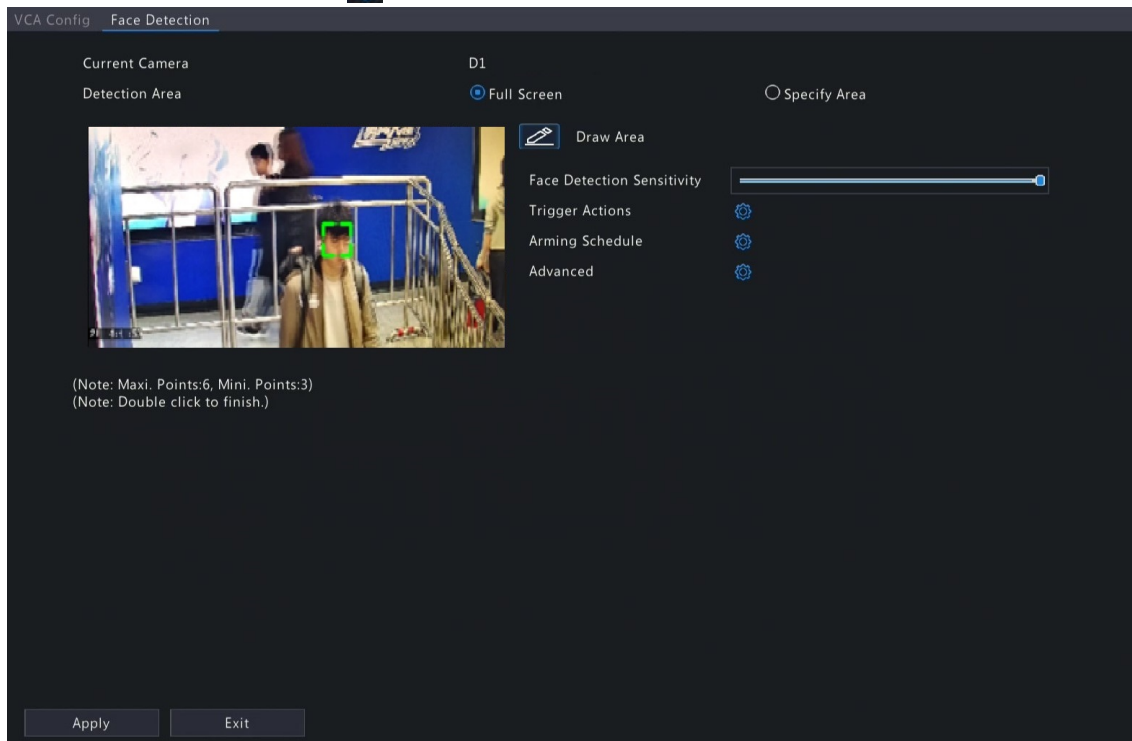 VCA Config Face Detection
Current Camera D1
Detection Area Full Screen Specify Area
Draw Area
Face Detection Sensitivity
Trigger Actions
Arming Schedule
Advanced
(Note: Maxi. Points:6, Mini. Points:3)
(Note: Double click to finish.)
Apply Exit